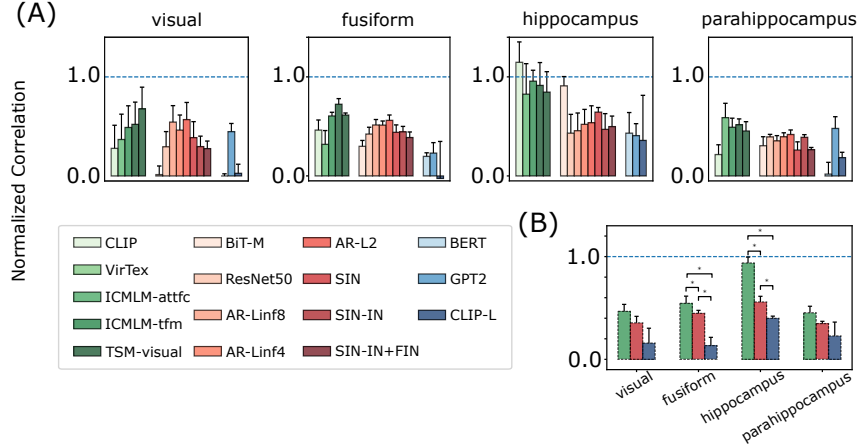 (A)
visual fusiform hippocampus parahippocampus
Normalized Correlation
1.0 1.0 1.0 1.0
0.0 0.0 0.0 0.0
CLIP BiT-M AR-L2 BERT
VirTex ResNet50 SIN GPT2
ICMLM-attfc AR-Linf8 SIN-IN CLIP-L
ICMLM-tfm AR-Linf4 SIN-IN+FIN
TSM-visual
(B)
* * * * * *
1.0
0.0
visual fusiform hippocampus parahippocampus